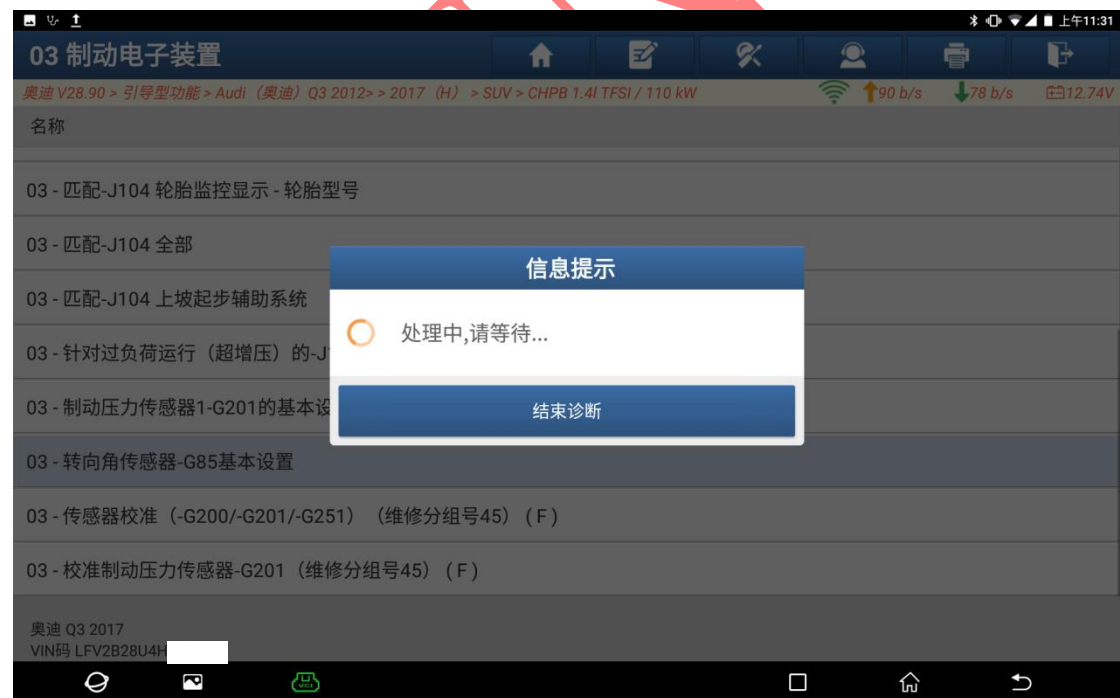 上午11:31
03 制动电子装置
奥迪 V28.90 > 引导型功能 > Audi（奥迪）Q3 2012> > 2017（H）> SUV > CHPB 1.4l TFSI / 110 kW
90 b/s
78 b/s
12.74V
名称
03 - 匹配-J104 轮胎监控显示 - 轮胎型号
03 - 匹配-J104 全部
03 - 匹配-J104 上坡起步辅助系统
03 - 针对过负荷运行（超增压）的-J
03 - 制动压力传感器1-G201的基本设
03 - 转向角传感器-G85基本设置
03 - 传感器校准（-G200/-G201/-G251）（维修分组号45）( F )
03 - 校准制动压力传感器-G201（维修分组号45）( F )
信息提示
处理中,请等待...
结束诊断
奥迪 Q3 2017
VIN码 LFV2B28U4H
VCI